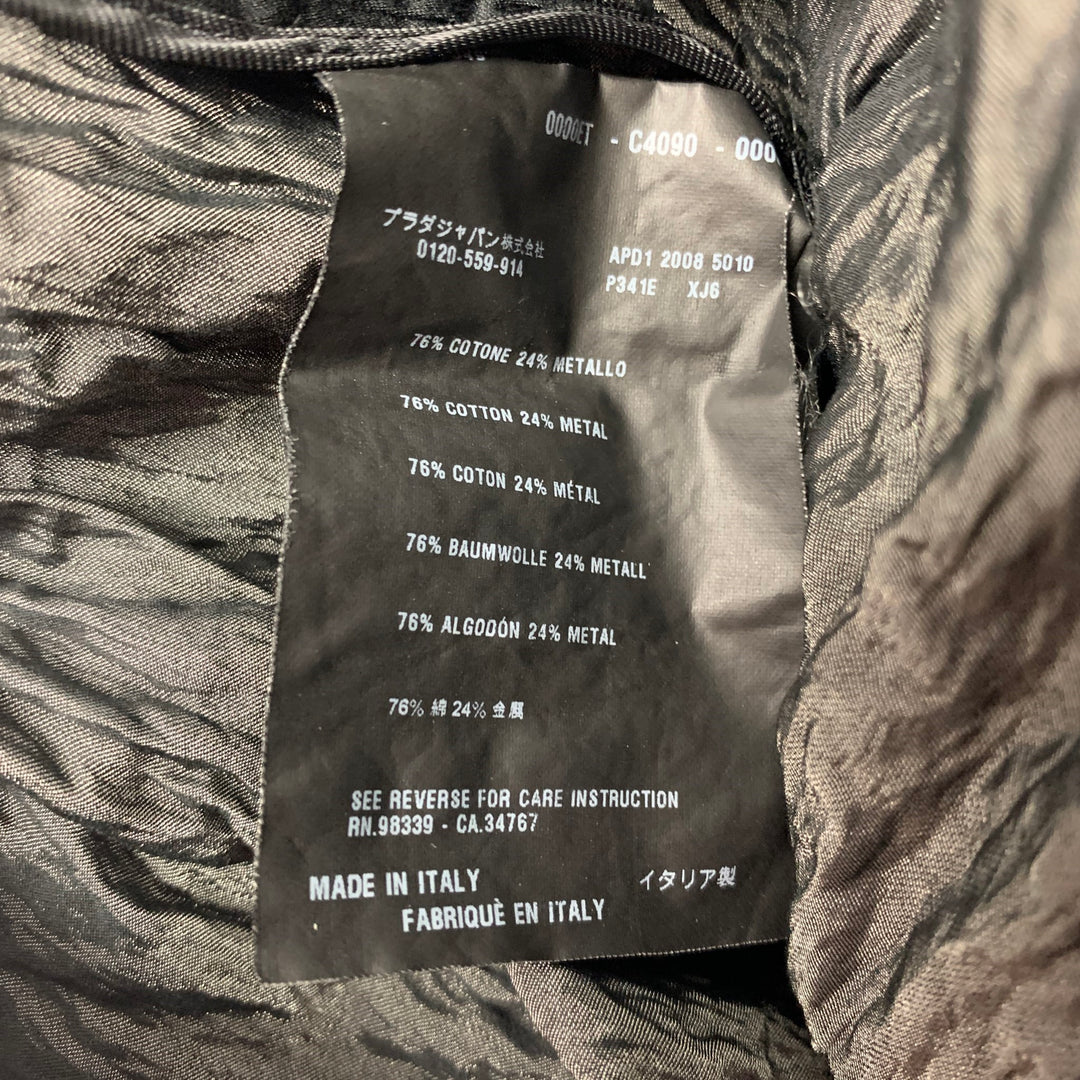 0000ET - C4090 - 000
プラダジャパン株式会社
0120-559-914
APD1 2008 5010
P341E XJ6
76% COTONE 24% METALLO
76% COTTON 24% METAL
76% COTON 24% MÉTAL
76% BAUMWOLLE 24% METALL
76% ALGODÓN 24% METAL
76% 綿 24% 金属
SEE REVERSE FOR CARE INSTRUCTION
RN.98339 - CA.34767
MADE IN ITALY
イタリア製
FABRIQUÈ EN ITALY